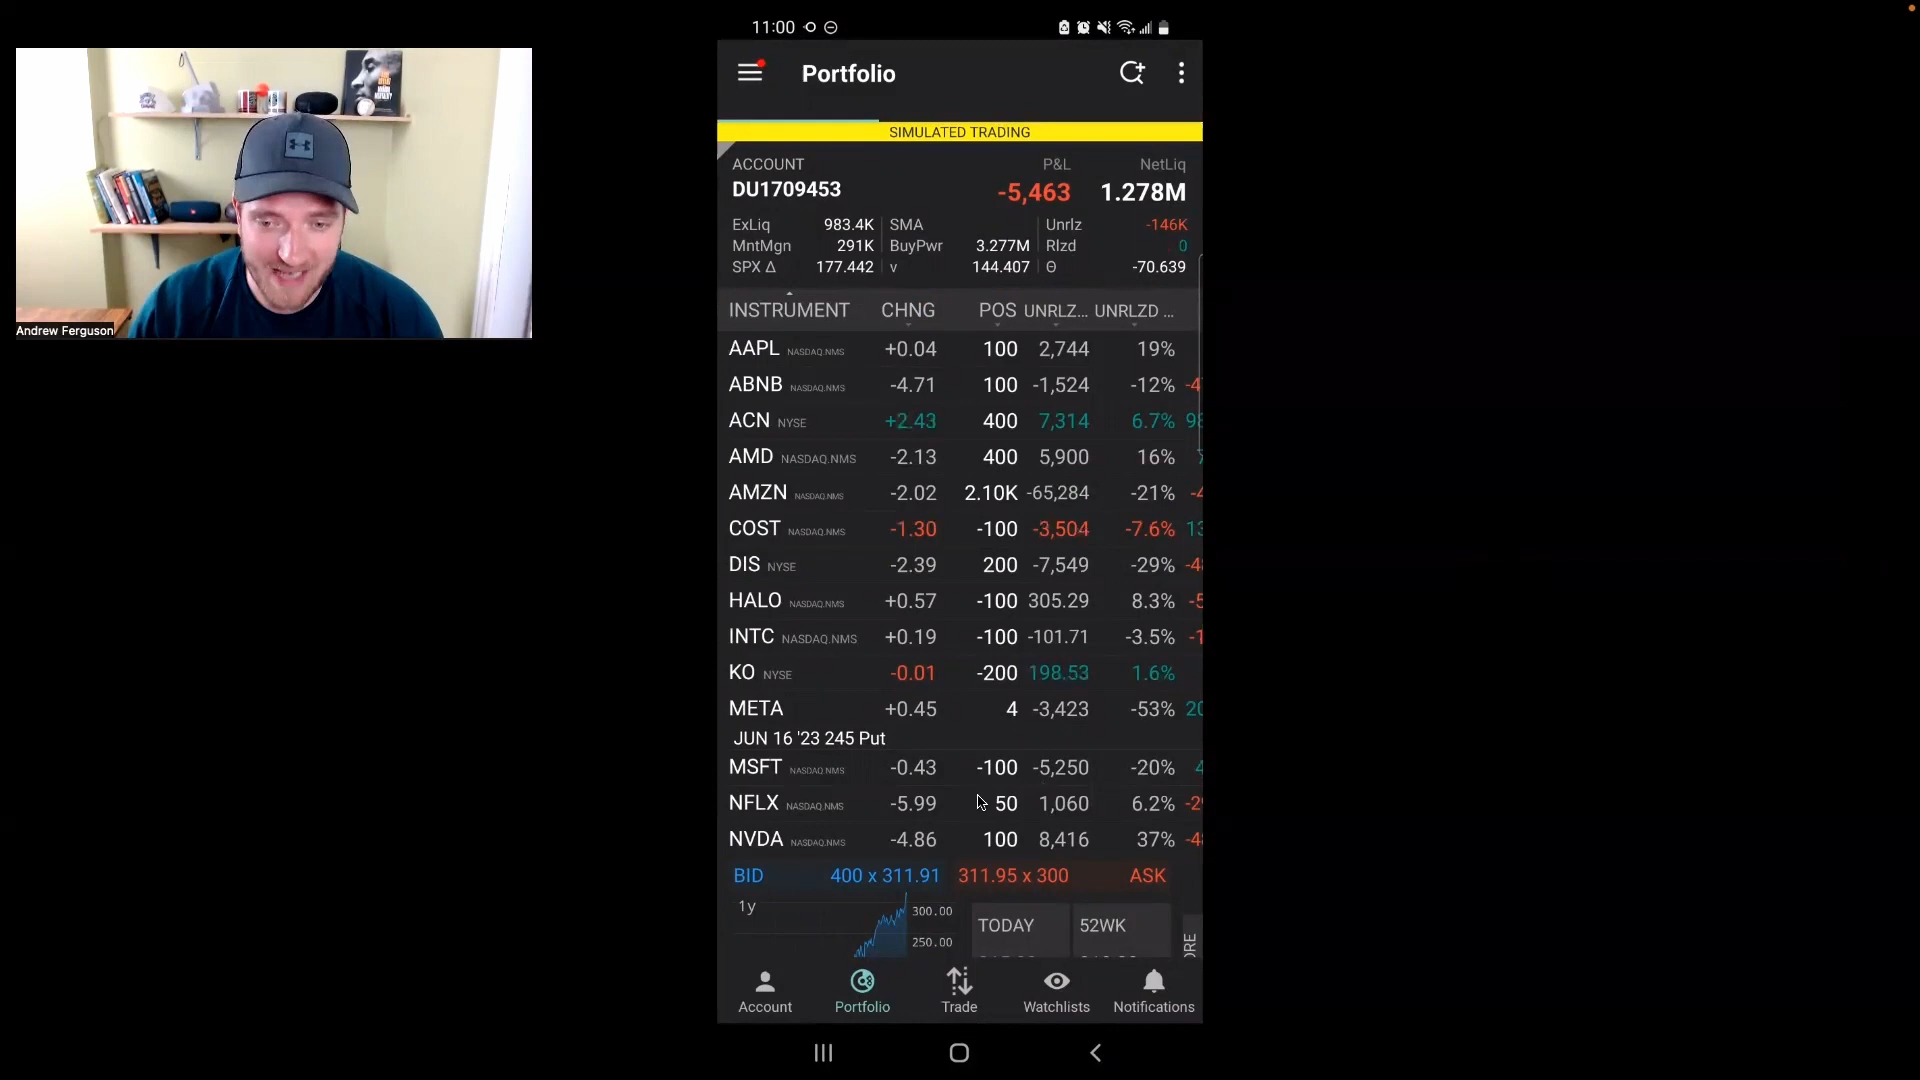 11:00
Portfolio
SIMULATED TRADING
ACCOUNT P&L NetLiq
DU1709453 -5,463 1.278M
ExLiq 983.4K SMA Unrlz -146K
MntMgn 291K BuyPwr 3.277M Rlzd 0
SPX Δ 177.442 v 144.407 Θ -70.639
INSTRUMENT CHNG POS UNRLZ... UNRLZD ...
AAPL NASDAQ.NMS +0.04 100 2,744 19%
ABNB NASDAQ.NMS -4.71 100 -1,524 -12%
ACN NYSE +2.43 400 7,314 6.7%
AMD NASDAQ.NMS -2.13 400 5,900 16%
AMZN NASDAQ.NMS -2.02 2.10K -65,284 -21%
COST NASDAQ.NMS -1.30 -100 -3,504 -7.6%
DIS NYSE -2.39 200 -7,549 -29%
HALO NASDAQ.NMS +0.57 -100 305.29 8.3%
INTC NASDAQ.NMS +0.19 -100 -101.71 -3.5%
KO NYSE -0.01 -200 198.53 1.6%
META +0.45 4 -3,423 -53%
JUN 16 '23 245 Put
MSFT NASDAQ.NMS -0.43 -100 -5,250 -20%
NFLX NASDAQ.NMS -5.99 50 1,060 6.2%
NVDA NASDAQ.NMS -4.86 100 8,416 37%
BID 400 x 311.91 311.95 x 300 ASK
1y 300.00
250.00
TODAY 52WK
Account Portfolio Trade Watchlists Notifications
Andrew Ferguson